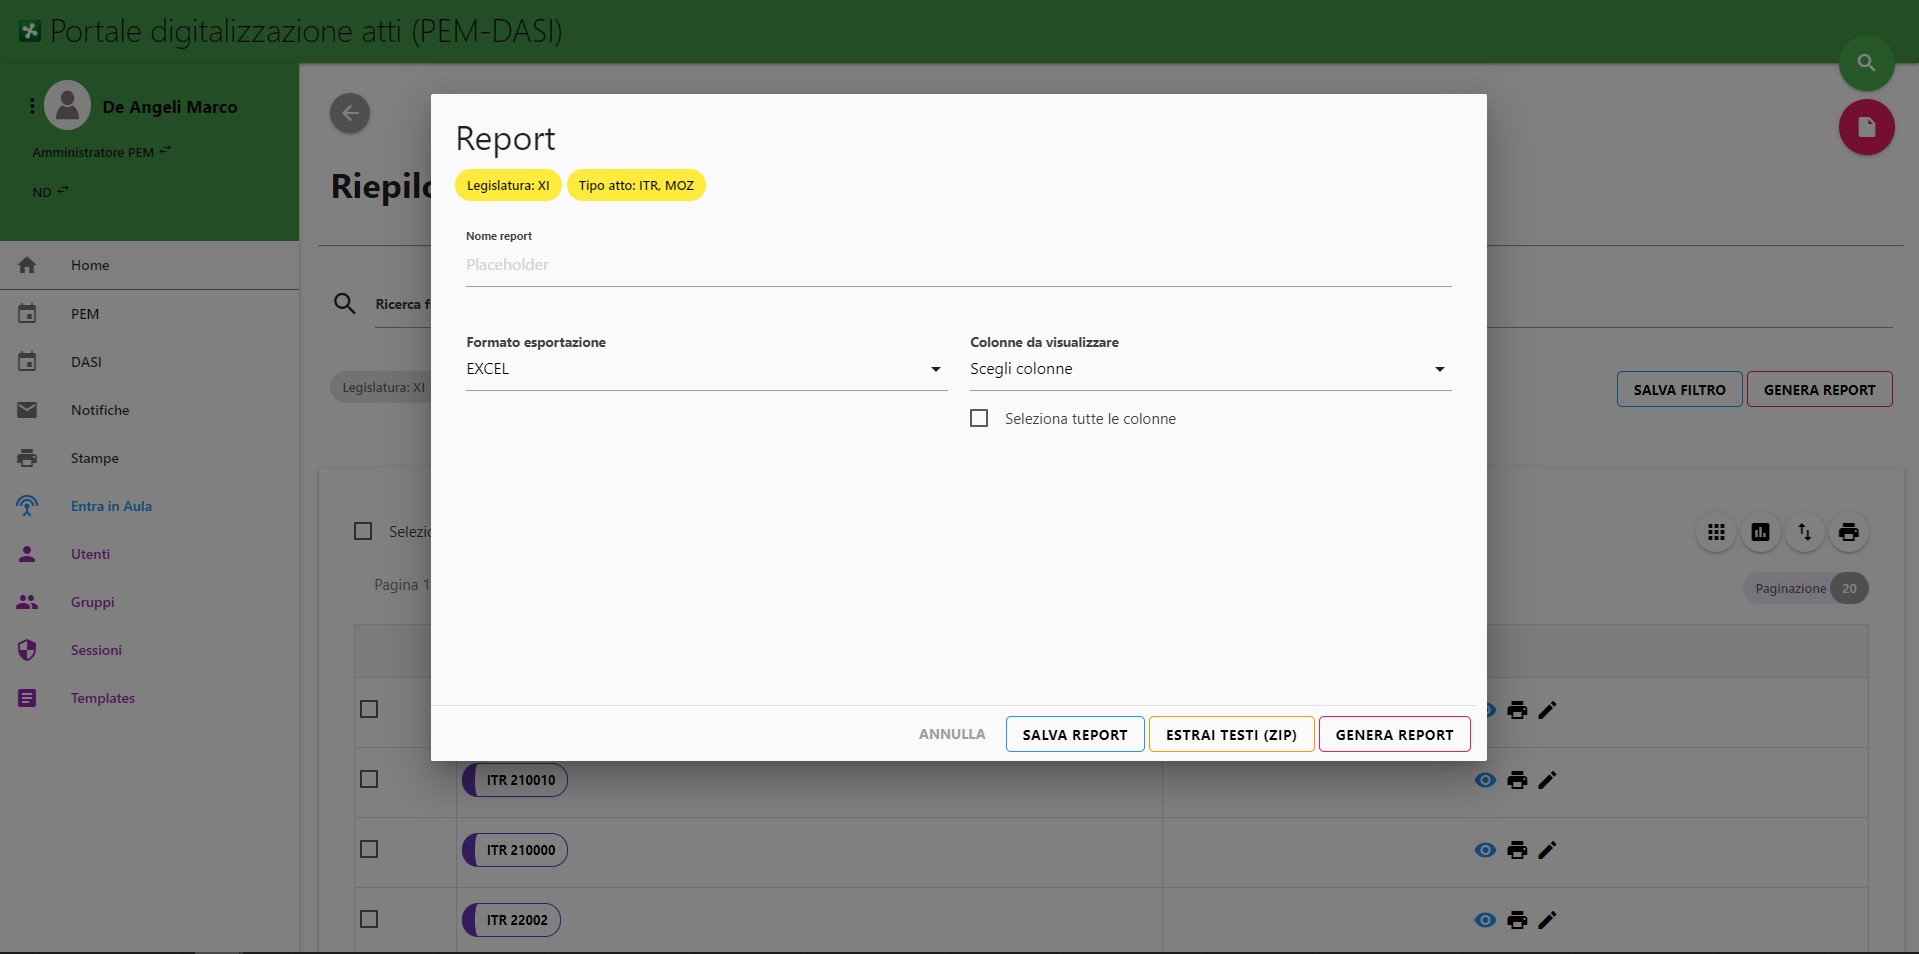 Portale digitalizzazione atti (PEM-DASI)
De Angeli Marco
Amministratore PEM
ND
Home
PEM
DASI
Notifiche
Stampe
Entra in Aula
Utenti
Gruppi
Sessioni
Templates
Ricerca
Legislatura: XI
SALVA FILTRO
GENERA REPORT
Pagina 1
Paginazione 20
Report
Legislatura: XI
Tipo atto: ITR, MOZ
Nome report
Placeholder
Formato esportazione
EXCEL
Colonne da visualizzare
Scegli colonne
Seleziona tutte le colonne
ANNULLA
SALVA REPORT
ESTRAI TESTI (ZIP)
GENERA REPORT
ITR 210010
ITR 210000
ITR 22002